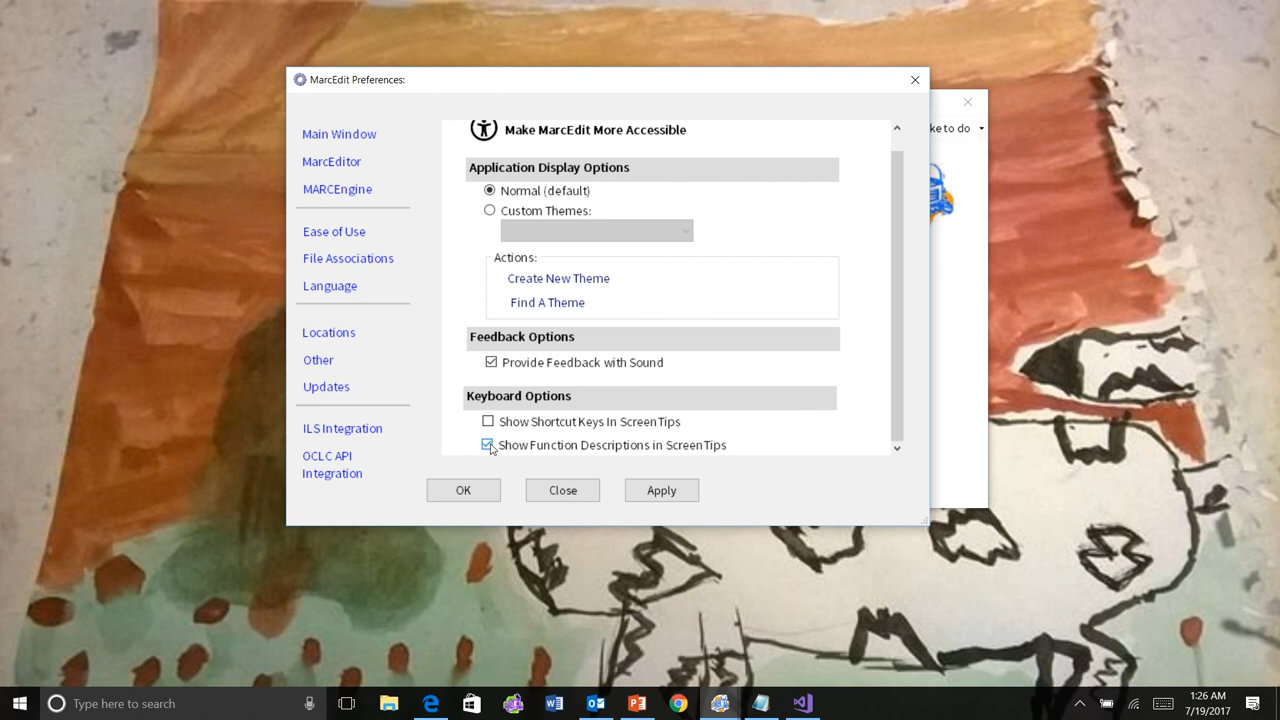 MarcEdit Preferences:
ke to do
Main Window
MarcEditor
MARCEngine
Ease of Use
File Associations
Language
Locations
Other
Updates
ILS Integration
OCLC API
Integration
Make MarcEdit More Accessible
Application Display Options
Normal (default)
Custom Themes:
Actions:
Create New Theme
Find A Theme
Feedback Options
Provide Feedback with Sound
Keyboard Options
Show Shortcut Keys In ScreenTips
Show Function Descriptions in ScreenTips
OK
Close
Apply
Type here to search
1:26 AM
7/19/2017